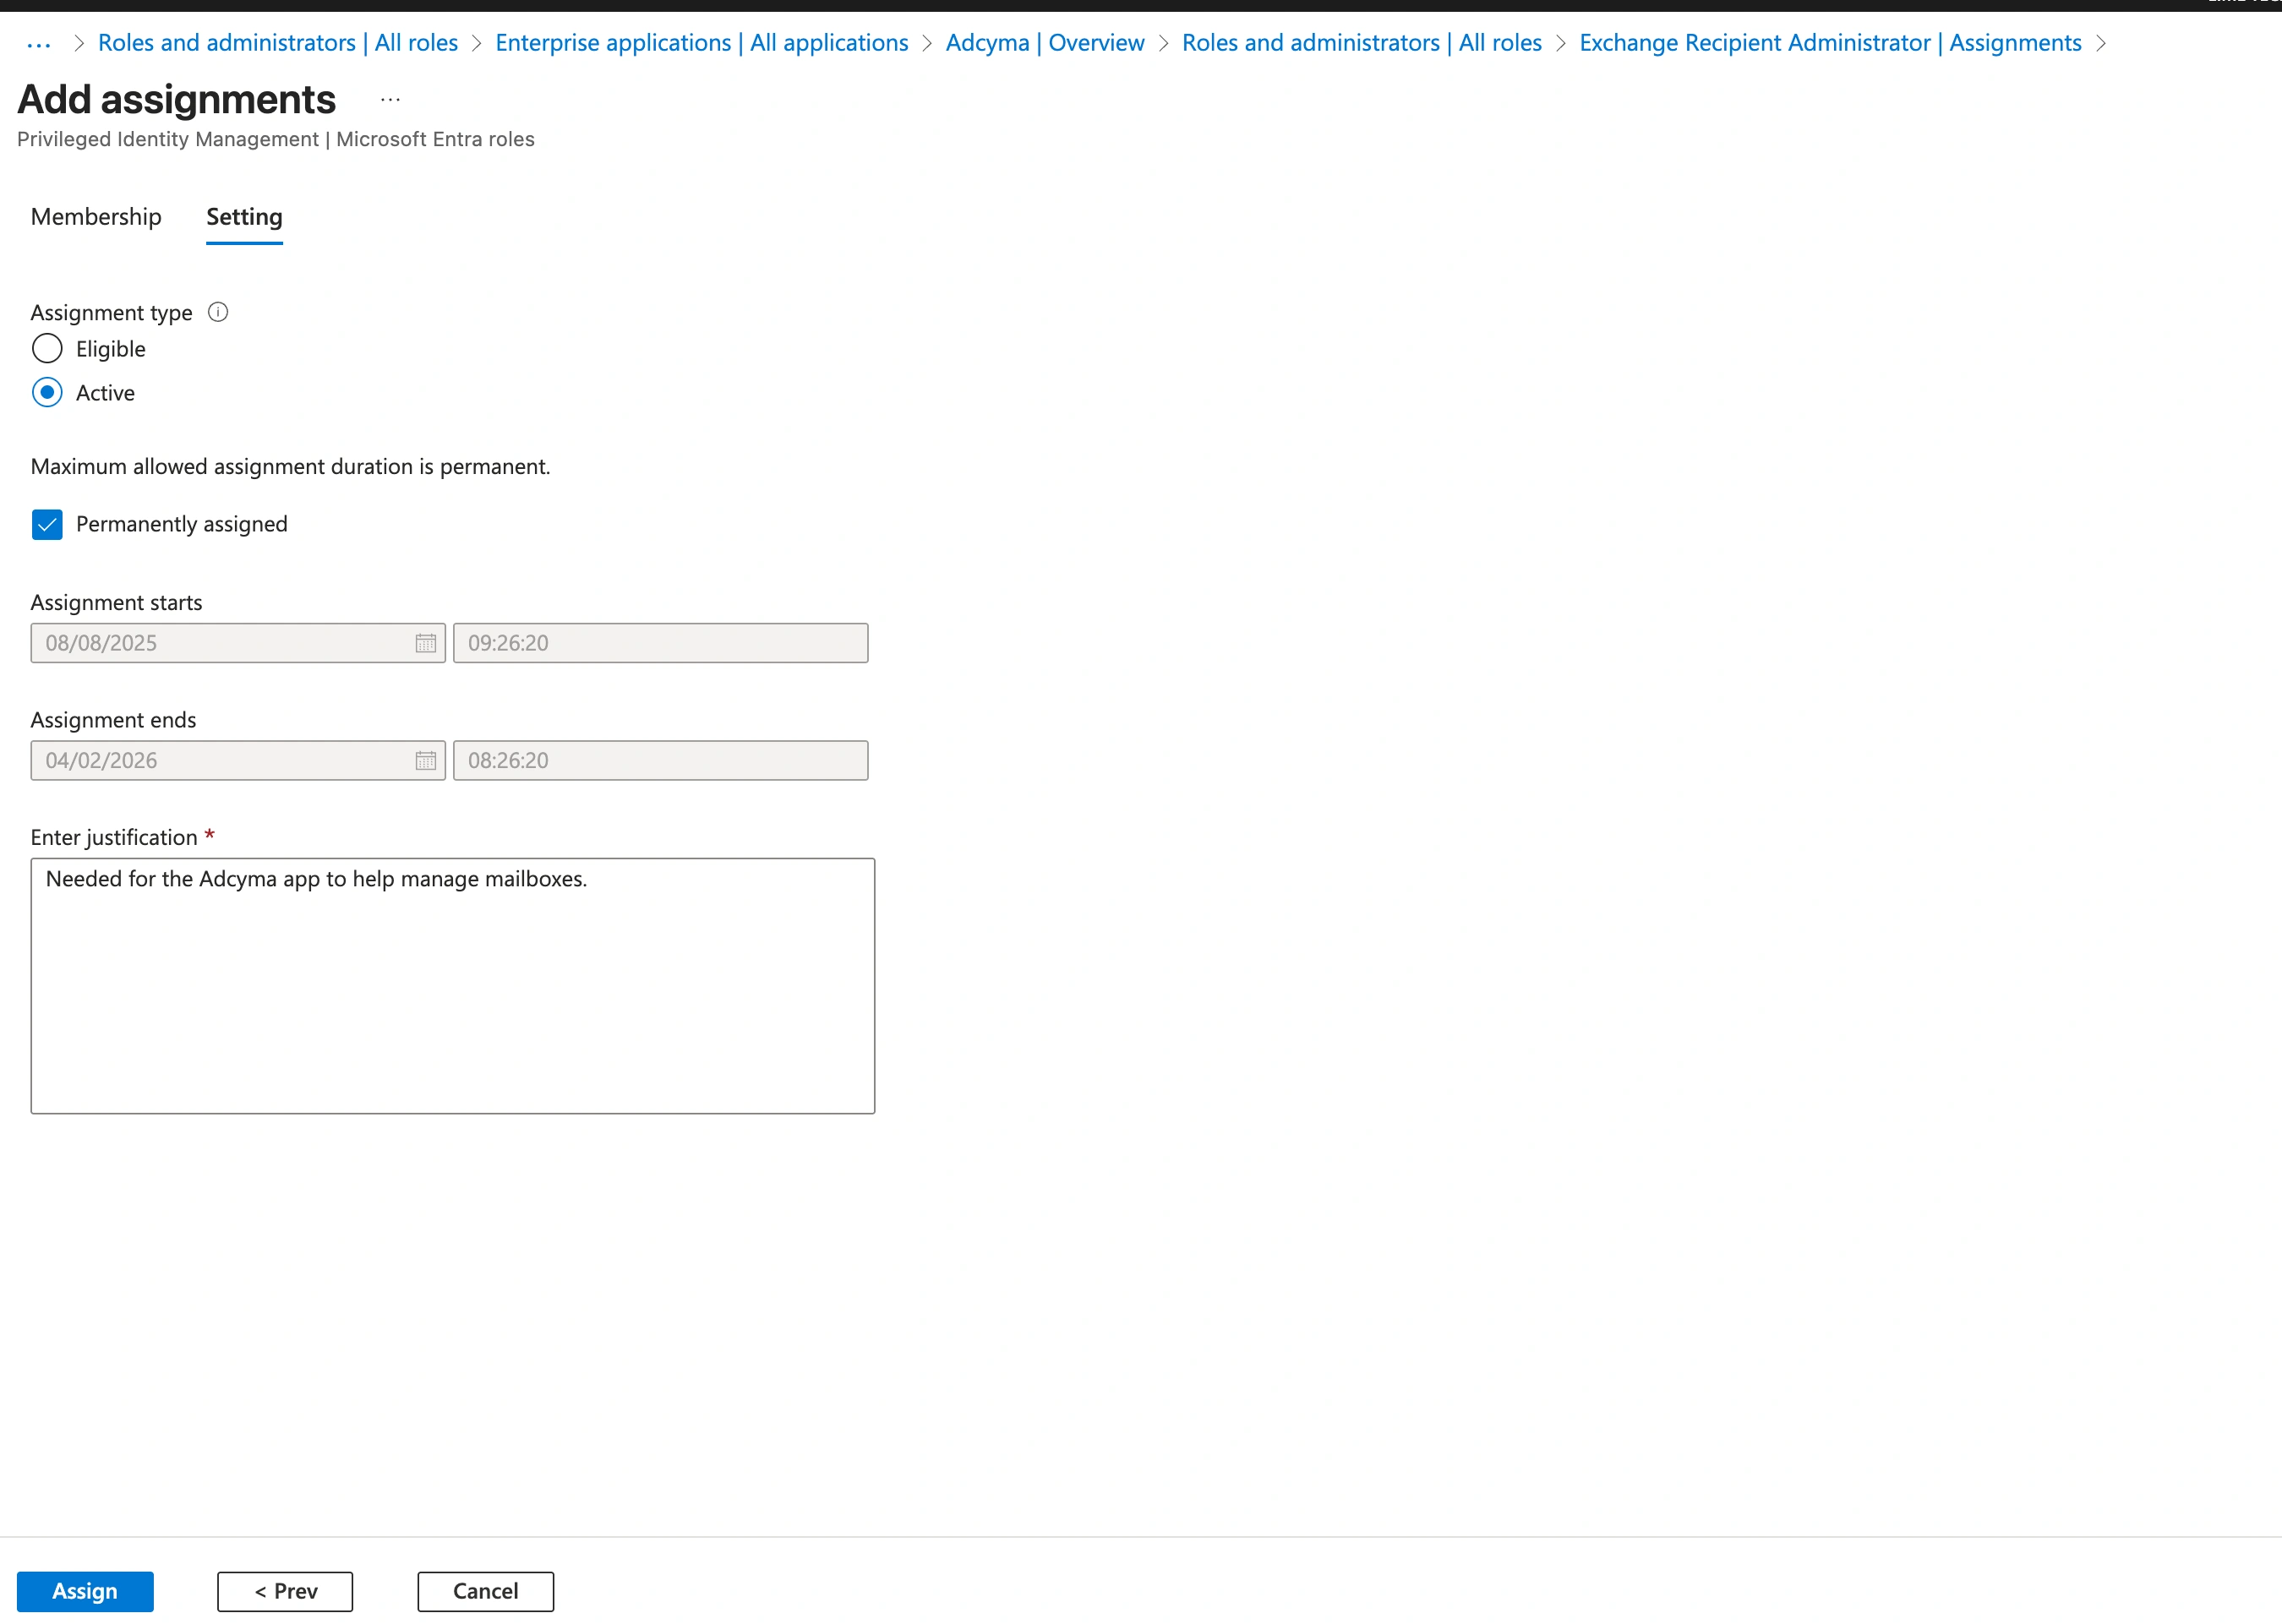 ... > Roles and administrators | All roles > Enterprise applications | All applications > Adcyma | Overview > Roles and administrators | All roles > Exchange Recipient Administrator | Assignments >
Add assignments ...
Privileged Identity Management | Microsoft Entra roles
Membership Setting
Assignment type
Eligible
Active
Maximum allowed assignment duration is permanent.
Permanently assigned
Assignment starts
08/08/2025 09:26:20
Assignment ends
04/02/2026 08:26:20
Enter justification *
Needed for the Adcyma app to help manage mailboxes.
Assign < Prev Cancel